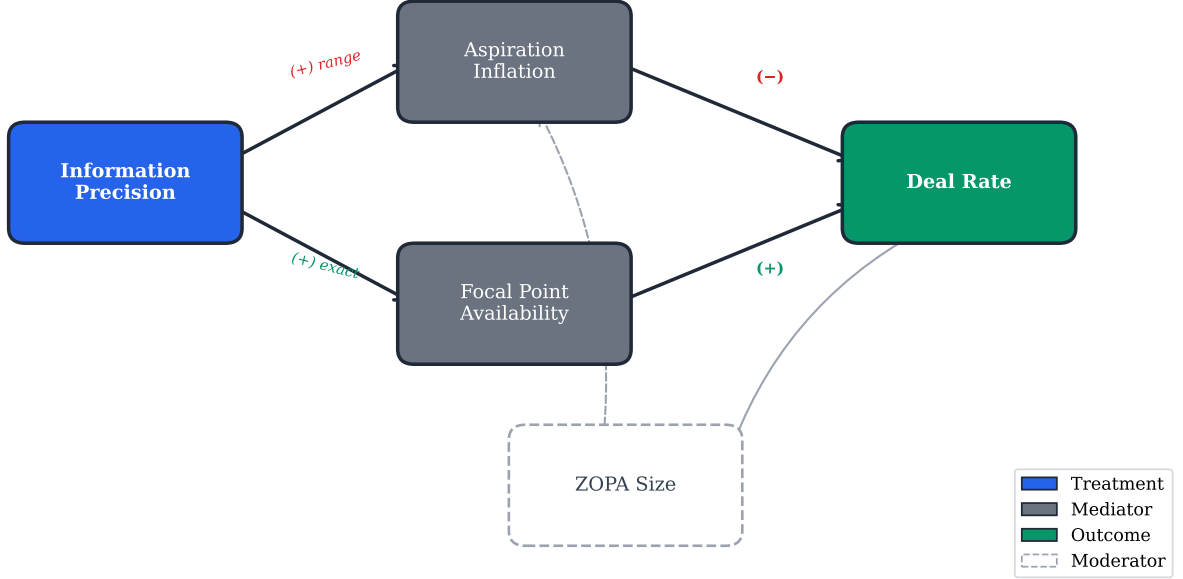 Aspiration
Inflation
(+) range
(−)
Information
Precision
Deal Rate
(+) exact
(+)
Focal Point
Availability
ZOPA Size
Treatment
Mediator
Outcome
Moderator